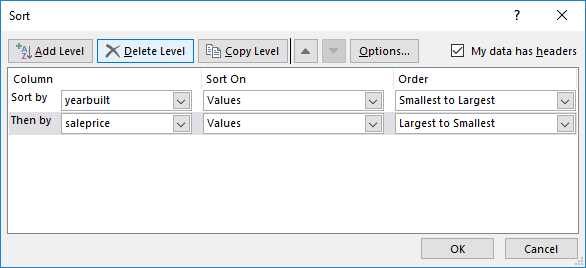 Sort
? 
Add Level Delete Level Copy Level Options... My data has headers
Column Sort On Order
Sort by yearbuilt Values Smallest to Largest
Then by saleprice Values Largest to Smallest
OK Cancel